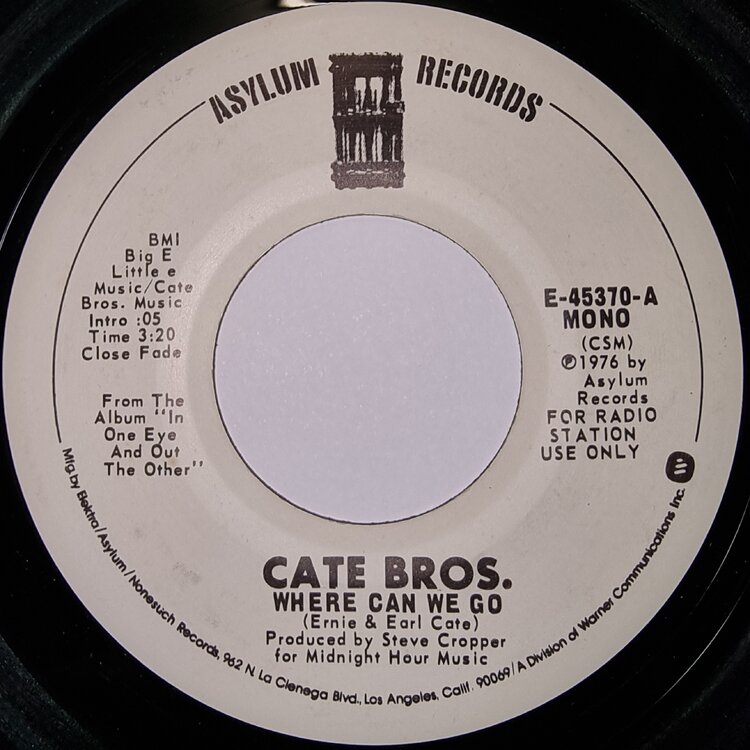 ASYLUM RECORDS
BMI
Big E
Little e
Music/Cate
Bros. Music
Intro :05
Time 3:20
Close Fade
From The
Album "In
One Eye
And Out
The Other"
E-45370-A
MONO
(CSM)
℗1976 by
Asylum
Records
FOR RADIO
STATION
USE ONLY
CATE BROS.
WHERE CAN WE GO
(Ernie & Earl Cate)
Produced by Steve Cropper
for Midnight Hour Music
Mfg. by Elektra/Asylum/Nonesuch Records, 962 N. La Cienega Blvd., Los Angeles, Calif. 90069/A Division of Warner Communications Inc.